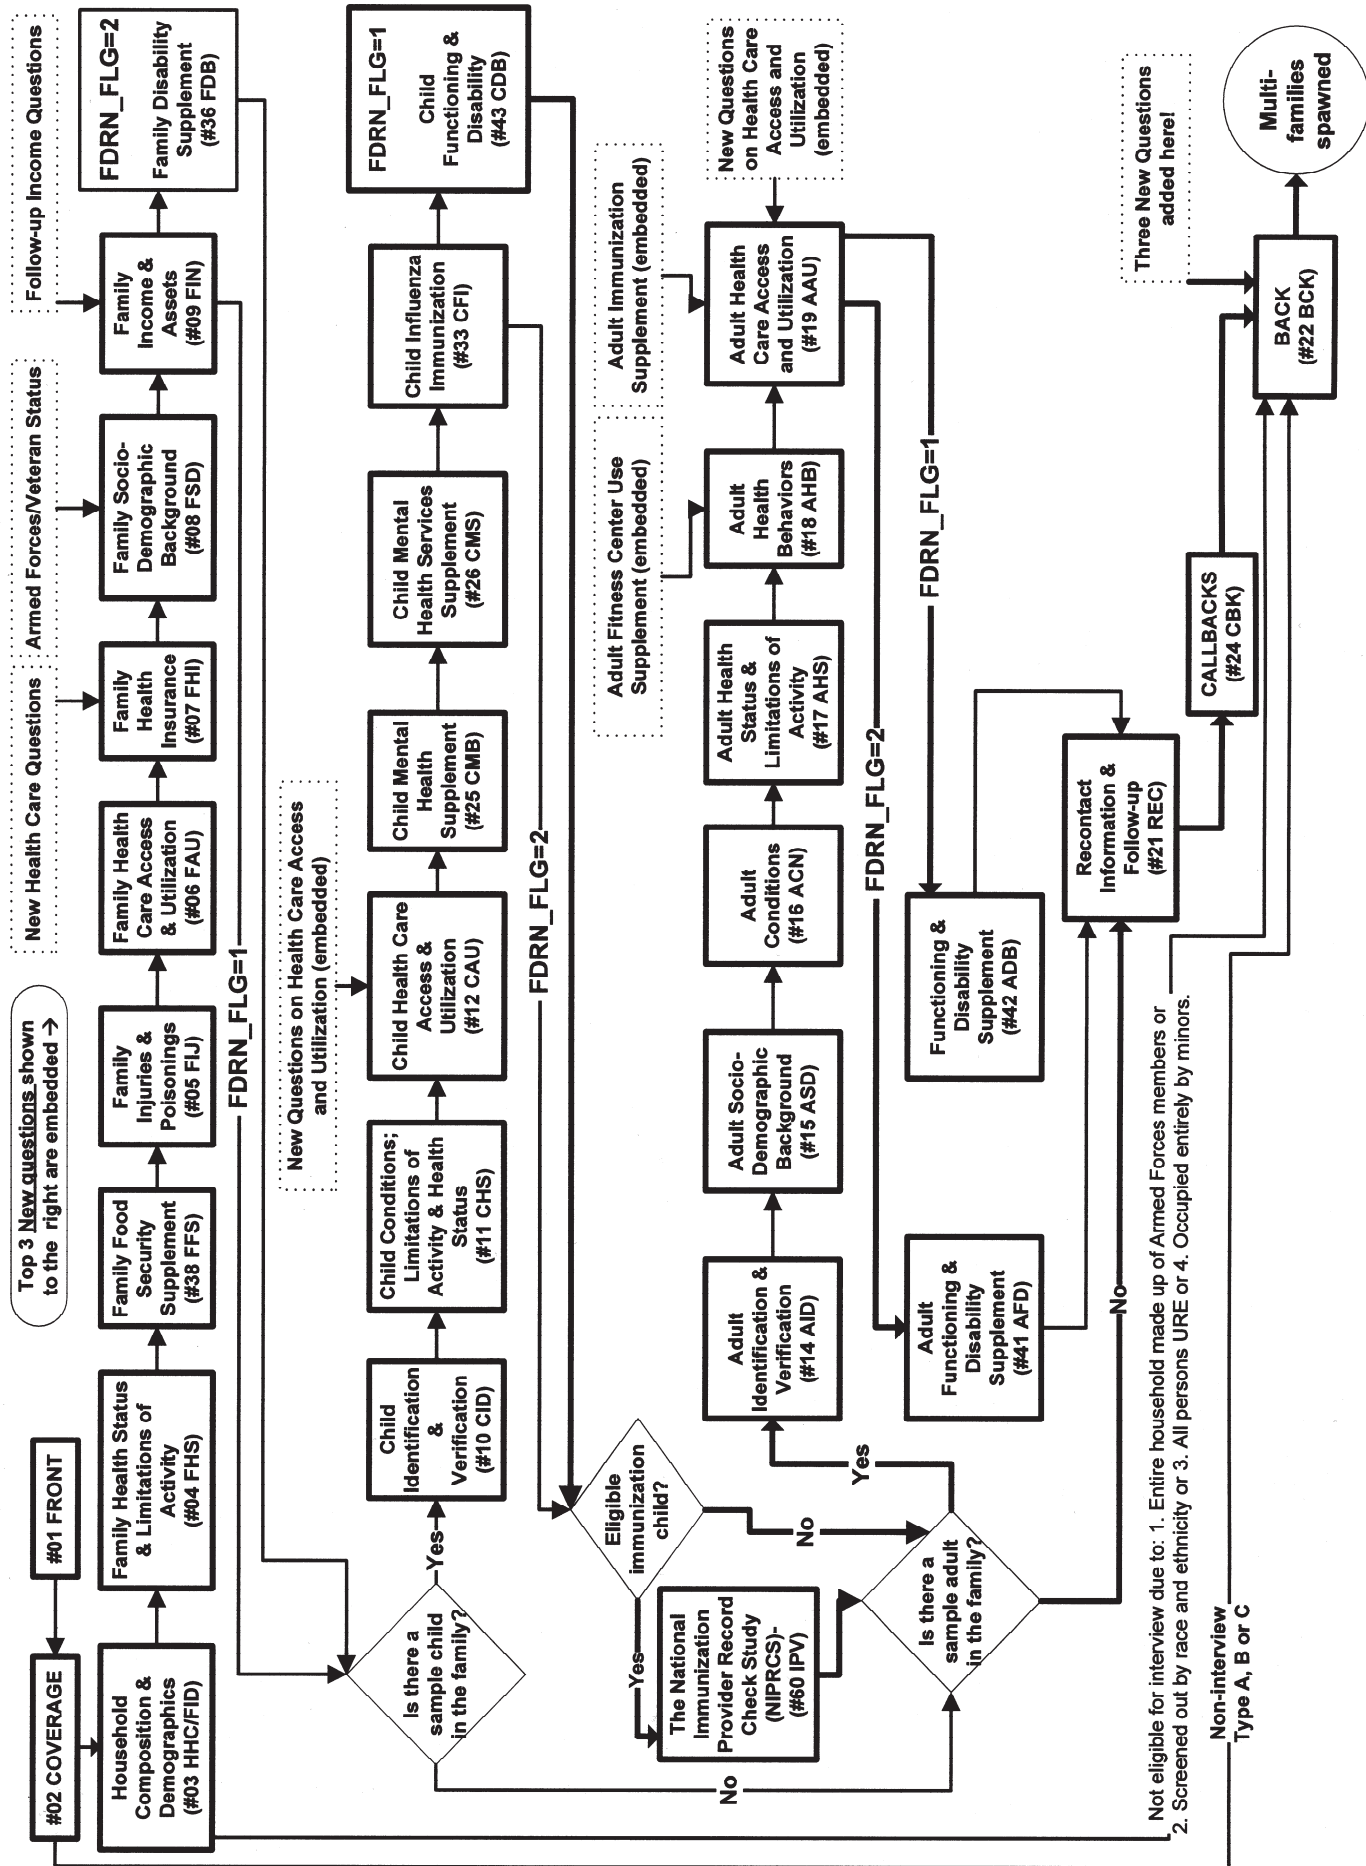 Top 3 New questions shown
to the right are embedded →
New Health Care Questions
Armed Forces/Veteran Status
Follow-up Income Questions
#01 FRONT
#02 COVERAGE
Household
Composition &
Demographics
(#03 HHC/FID)
Family Health Status
& Limitations of
Activity
(#04 FHS)
Family Food
Security
Supplement
(#38 FFS)
Family
Injuries &
Poisonings
(#05 FIJ)
Family Health
Care Access
& Utilization
(#06 FAU)
Family
Health
Insurance
(#07 FHI)
Family Socio-
Demographic
Background
(#08 FSD)
Family
Income &
Assets
(#09 FIN)
FDRN_FLG=2
Family Disability
Supplement
(#36 FDB)
FDRN_FLG=1
New Questions on Health Care Access
and Utilization (embedded)
Is there a
sample child
in the family?
Yes
No
Child
Identification
&
Verification
(#10 CID)
Child Conditions;
Limitations of
Activity & Health
Status
(#11 CHS)
Child Health Care
Access &
Utilization
(#12 CAU)
Child Mental
Health
Supplement
(#25 CMB)
Child Mental
Health Services
Supplement
(#26 CMS)
Child Influenza
Immunization
(#33 CFI)
FDRN_FLG=1
Child
Functioning &
Disability
(#43 CDB)
FDRN_FLG=2
Eligible
immunization
child?
Yes
No
The National
Immunization
Provider Record
Check Study
(NIPRCS)-
(#60 IPV)
Adult Fitness Center Use
Supplement (embedded)
Adult Immunization
Supplement (embedded)
New Questions
on Health Care
Access and
Utilization
(embedded)
Is there a
sample adult
in the family?
Yes
No
Adult
Identification &
Verification
(#14 AID)
Adult Socio-
Demographic
Background
(#15 ASD)
Adult
Conditions
(#16 ACN)
Adult Health
Status &
Limitations of
Activity
(#17 AHS)
Adult
Health
Behaviors
(#18 AHB)
Adult Health
Care Access
and Utilization
(#19 AAU)
FDRN_FLG=2
FDRN_FLG=1
Adult
Functioning &
Disability
Supplement
(#41 AFD)
Functioning &
Disability
Supplement
(#42 ADB)
Recontact
Information &
Follow-up
(#21 REC)
CALLBACKS
(#24 CBK)
Three New Questions
added here!
BACK
(#22 BCK)
Multi-
families
spawned
Not eligible for interview due to: 1. Entire household made up of Armed Forces members or
2. Screened out by race and ethnicity or 3. All persons URE or 4. Occupied entirely by minors.
Non-interview
Type A, B or C